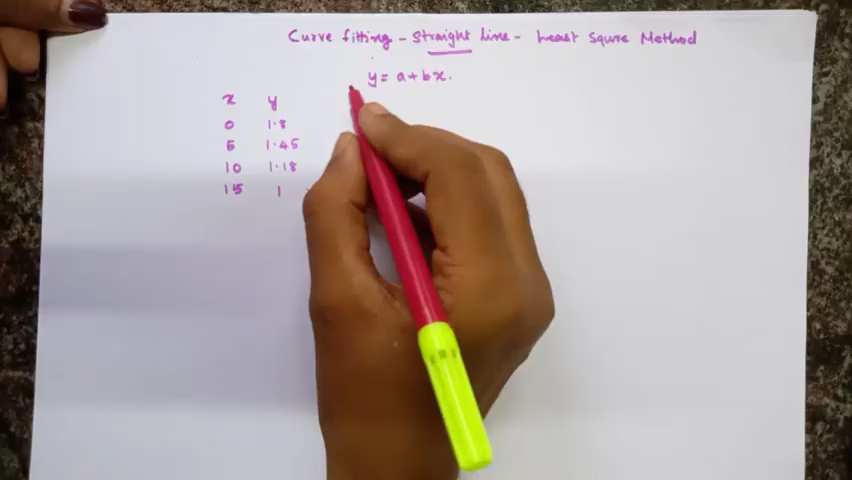 Curve fitting - Straight line - Least Squre Method
y = a + bx.
x y
0 1.8
5 1.45
10 1.18
15 1